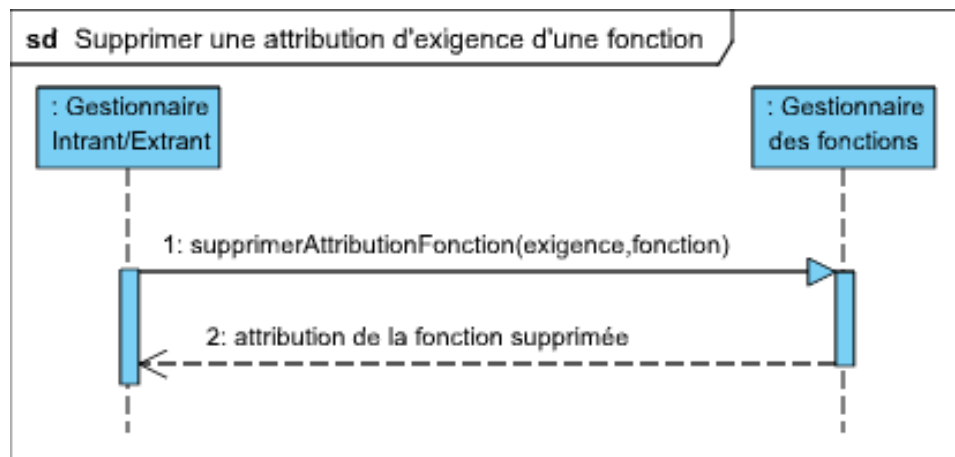 sd Supprimer une attribution d'exigence d'une fonction
: Gestionnaire
Intrant/Extrant
: Gestionnaire
des fonctions
1: supprimerAttributionFonction(exigence,fonction)
2: attribution de la fonction supprimée